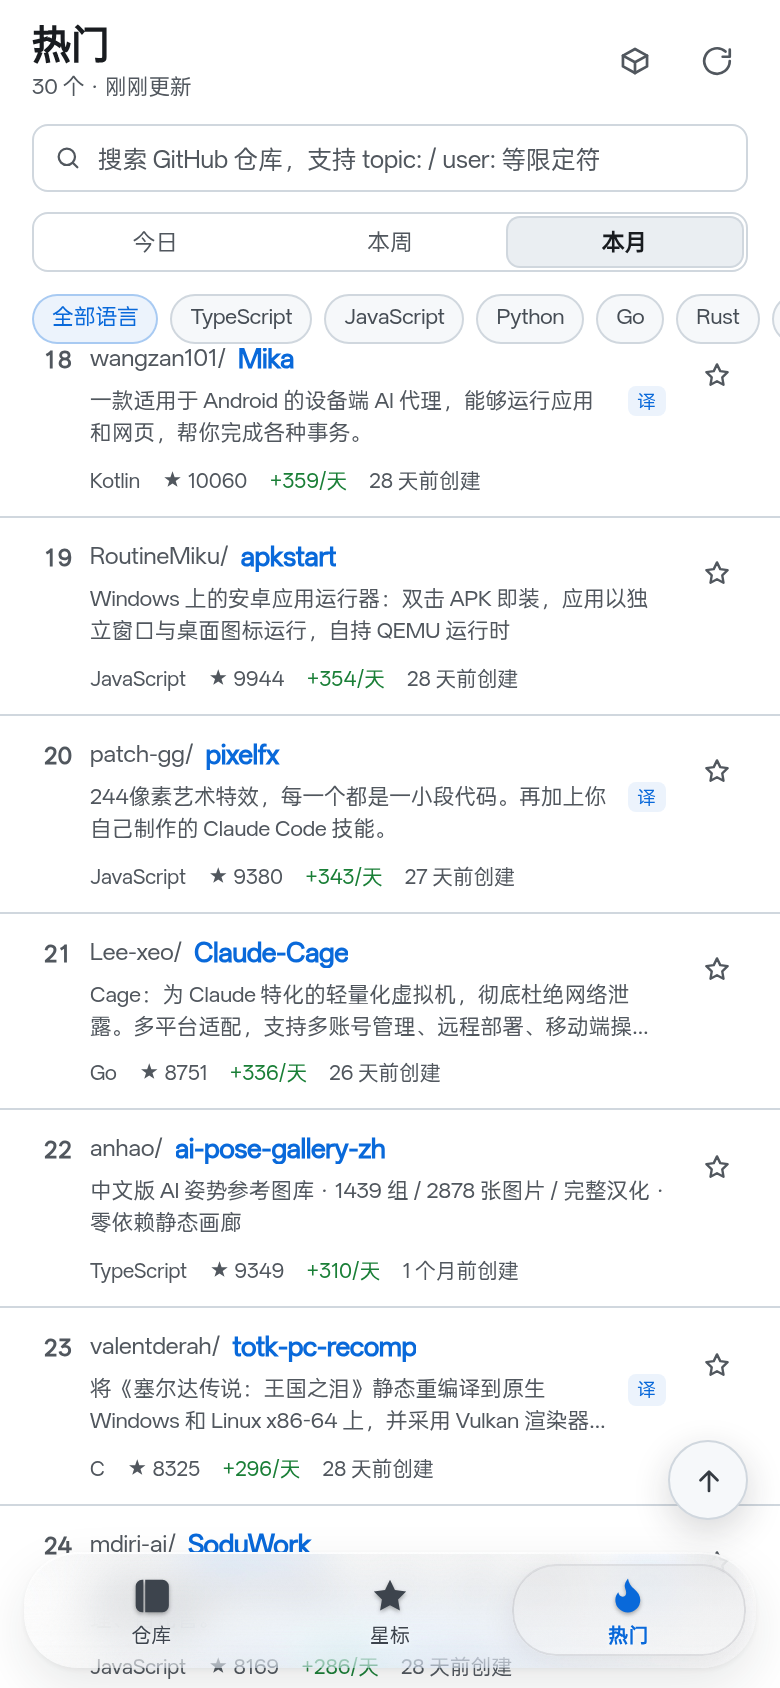 热门
30 个 · 刚刚更新
搜索 GitHub 仓库，支持 topic: / user: 等限定符
今日 本周 本月
全部语言 TypeScript JavaScript Python Go Rust
18 wangzan101/ Mika
一款适用于 Android 的设备端 AI 代理，能够运行应用 译
和网页，帮你完成各种事务。
Kotlin ★ 10060 +359/天 28 天前创建
19 RoutineMiku/ apkstart
Windows 上的安卓应用运行器：双击 APK 即装，应用以独
立窗口与桌面图标运行，自持 QEMU 运行时
JavaScript ★ 9944 +354/天 28 天前创建
20 patch-gg/ pixelfx
244像素艺术特效，每一个都是一小段代码。再加上你 译
自己制作的 Claude Code 技能。
JavaScript ★ 9380 +343/天 27 天前创建
21 Lee-xeo/ Claude-Cage
Cage：为 Claude 特化的轻量化虚拟机，彻底杜绝网络泄
露。多平台适配，支持多账号管理、远程部署、移动端操...
Go ★ 8751 +336/天 26 天前创建
22 anhao/ ai-pose-gallery-zh
中文版 AI 姿势参考图库 · 1439 组 / 2878 张图片 / 完整汉化 ·
零依赖静态画廊
TypeScript ★ 9349 +310/天 1 个月前创建
23 valentderah/ totk-pc-recomp
将《塞尔达传说：王国之泪》静态重编译到原生 译
Windows 和 Linux x86-64 上，并采用 Vulkan 渲染器...
C ★ 8325 +296/天 28 天前创建
24 mdiri-ai/ SoduWork
仓库 星标 热门
JavaScript ★ 8169 +286/天 28 天前创建